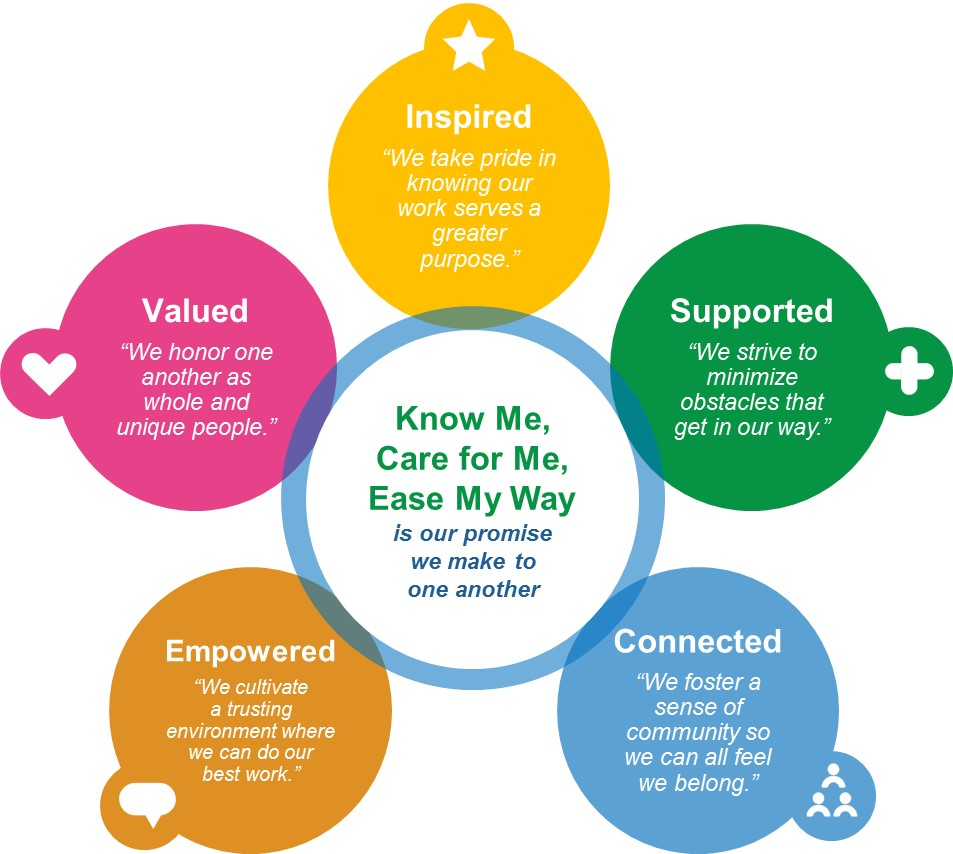 Inspired
“We take pride in
knowing our
work serves a
greater
purpose.”
Valued
“We honor one
another as
whole and
unique people.”
Supported
“We strive to
minimize
obstacles that
get in our way.”
Know Me,
Care for Me,
Ease My Way
is our promise
we make to
one another
Empowered
“We cultivate
a trusting
environment where
we can do our
best work.”
Connected
“We foster a
sense of
community so
we can all feel
we belong.”